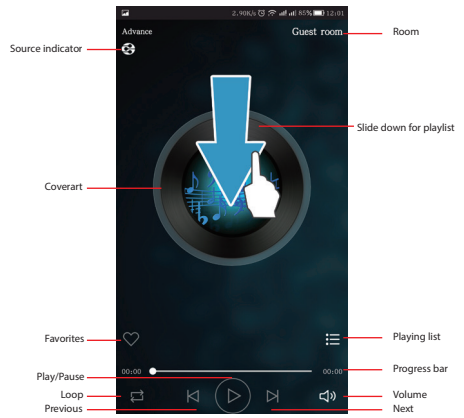 2.90K/s 85% 12:01
Advance Guest room Room
Source indicator
Slide down for playlist
Coverart
Favorites Playing list
00:00 00:00 Progress bar
Play/Pause
Loop Volume
Previous Next